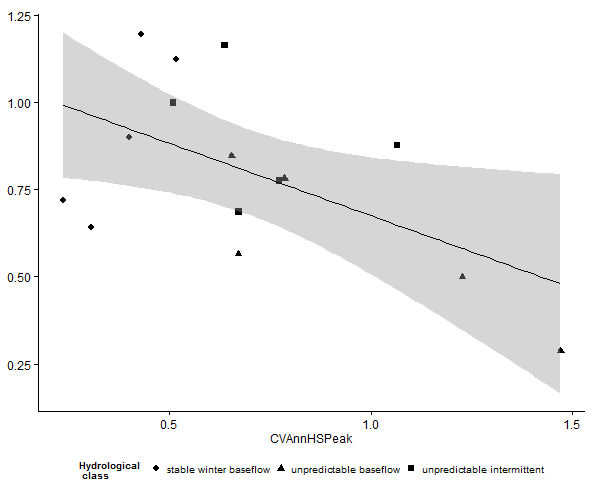 1.25
1.00
0.75
0.50
0.25
0.5 1.0 1.5
CVAnnHSPeak
Hydrological
class
stable winter baseflow unpredictable baseflow unpredictable intermittent